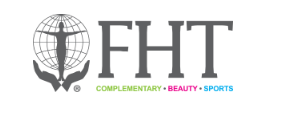 FHT
®
COMPLEMENTARY • BEAUTY • SPORTS